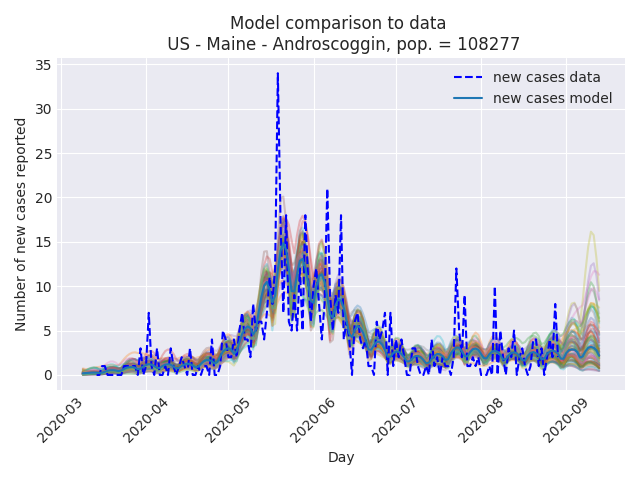 Model comparison to data
US - Maine - Androscoggin, pop. = 108277
new cases data
new cases model
Number of new cases reported
35
30
25
20
15
10
5
0
2020-03
2020-04
2020-05
2020-06
2020-07
2020-08
2020-09
Day